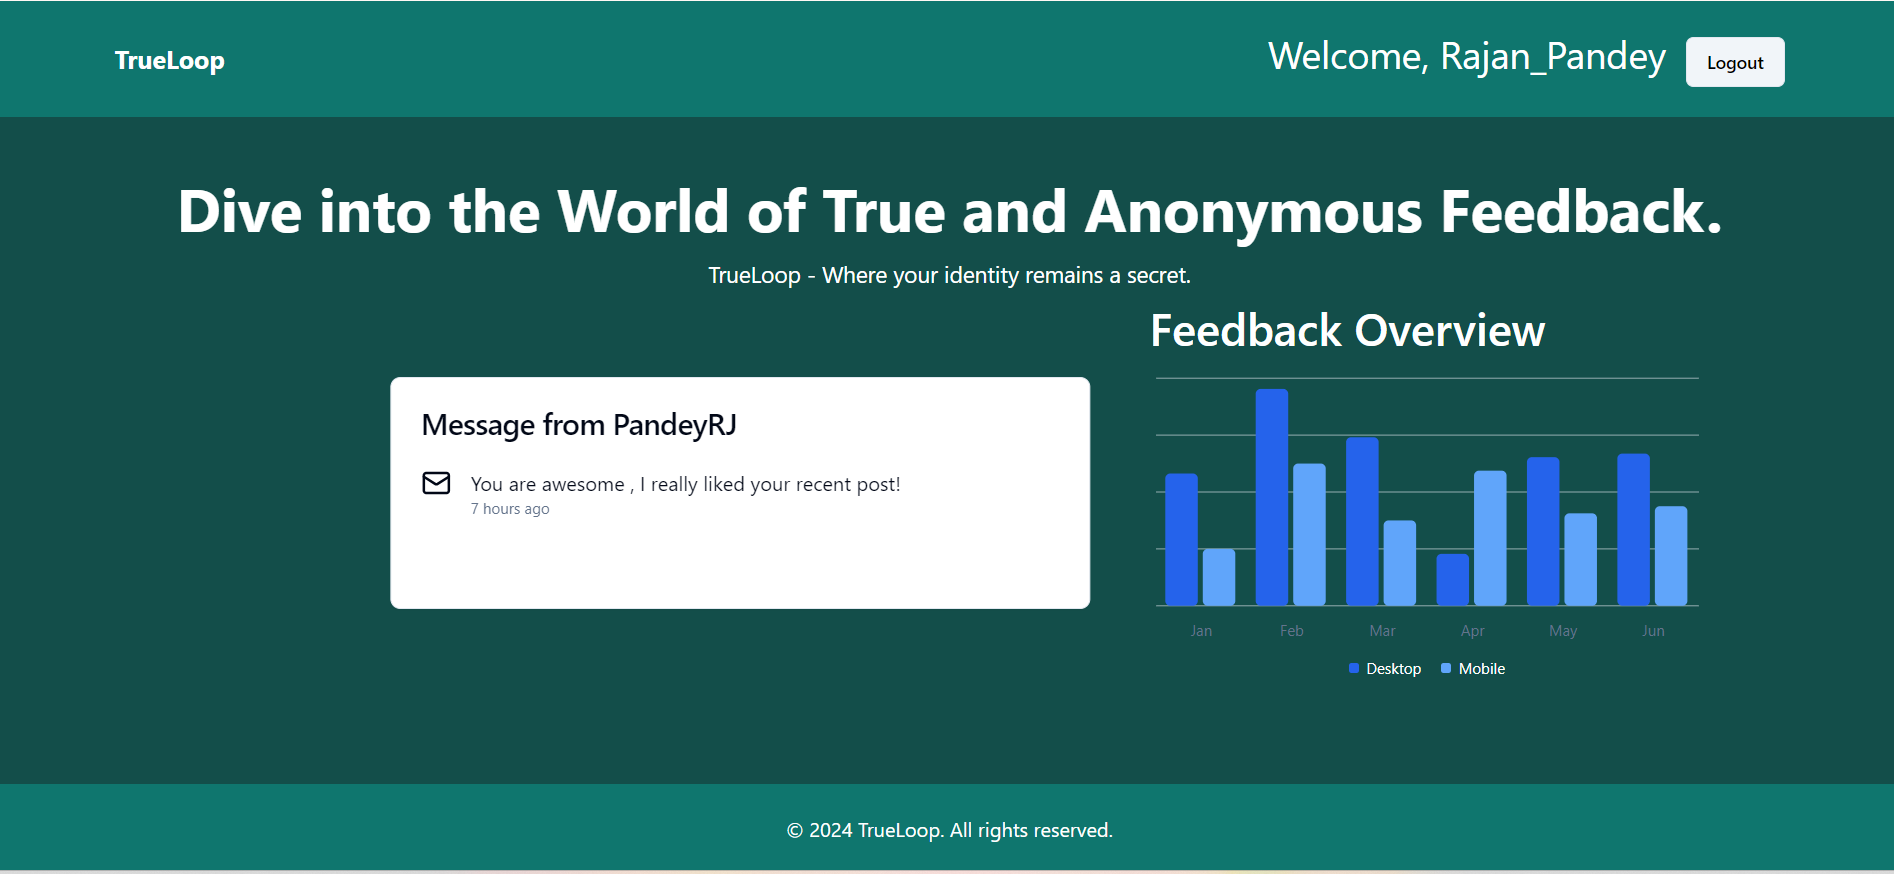 TrueLoop
Welcome, Rajan_Pandey
Logout
Dive into the World of True and Anonymous Feedback.
TrueLoop - Where your identity remains a secret.
Feedback Overview
Message from PandeyRJ
You are awesome , I really liked your recent post!
7 hours ago
Jan Feb Mar Apr May Jun
Desktop Mobile
© 2024 TrueLoop. All rights reserved.